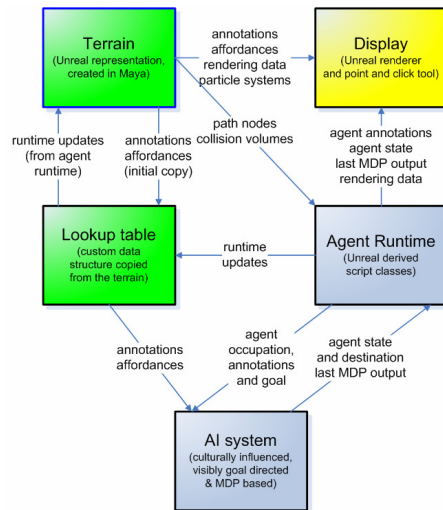 Terrain
(Unreal representation,
created in Maya)
annotations
affordances
rendering data
particle systems
Display
(Unreal renderer
and point and click tool)
runtime updates
(from agent
runtime)
annotations
affordances
(initial copy)
path nodes
collision volumes
agent annotations
agent state
last MDP output
rendering data
Lookup table
(custom data
structure copied
from the terrain)
runtime
updates
Agent Runtime
(Unreal derived
script classes)
annotations
affordances
agent
occupation,
annotations
and goal
agent state
and destination
last MDP output
AI system
(culturally influenced,
visibly goal directed
& MDP based)